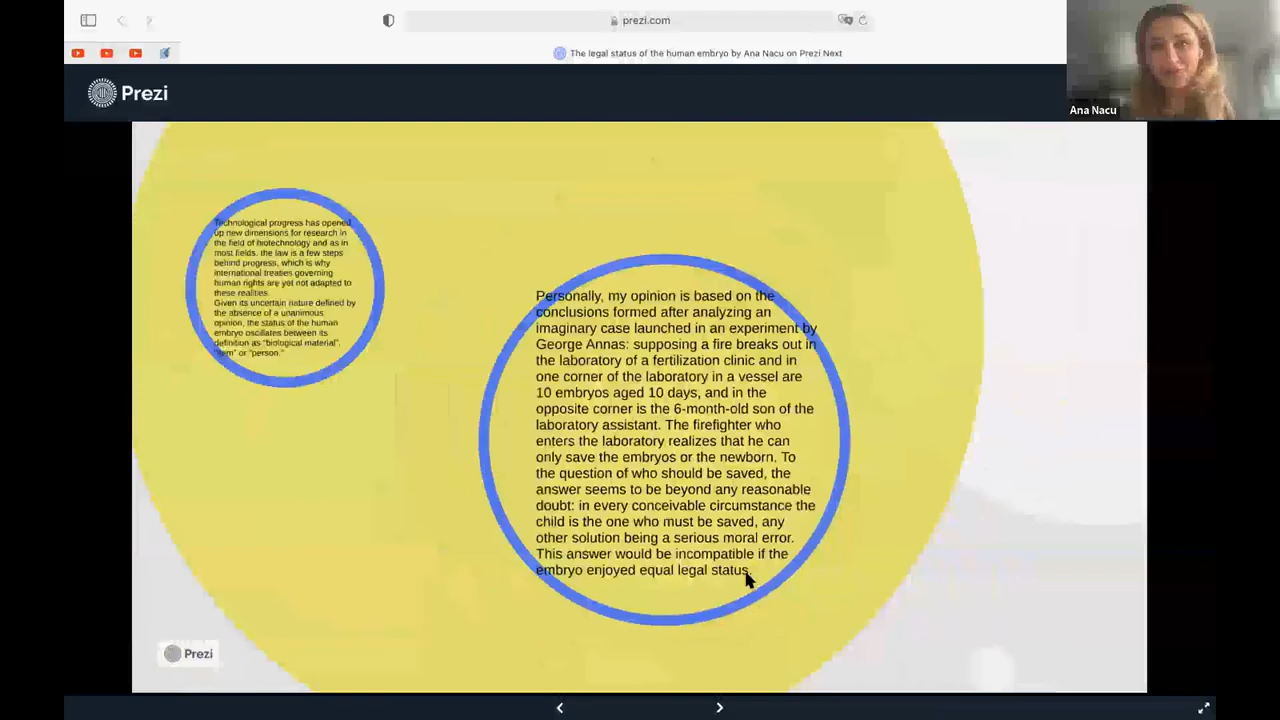 prezi.com
The legal status of the human embryo by Ana Nacu on Prezi Next
Prezi
Ana Nacu
Technological progress has opened
up new dimensions for research in
the field of biotechnology and as in
most fields, the law is a few steps
behind progress, which is why
international treaties governing
human rights are yet not adapted to
these realities.
Given its uncertain nature defined by
the absence of a unanimous
opinion, the status of the human
embryo oscillates between its
definition as "biological material",
"item" or "person."
Personally, my opinion is based on the
conclusions formed after analyzing an
imaginary case launched in an experiment by
George Annas: supposing a fire breaks out in
the laboratory of a fertilization clinic and in
one corner of the laboratory in a vessel are
10 embryos aged 10 days, and in the
opposite corner is the 6-month-old son of the
laboratory assistant. The firefighter who
enters the laboratory realizes that he can
only save the embryos or the newborn. To
the question of who should be saved, the
answer seems to be beyond any reasonable
doubt: in every conceivable circumstance the
child is the one who must be saved, any
other solution being a serious moral error.
This answer would be incompatible if the
embryo enjoyed equal legal status.
Prezi